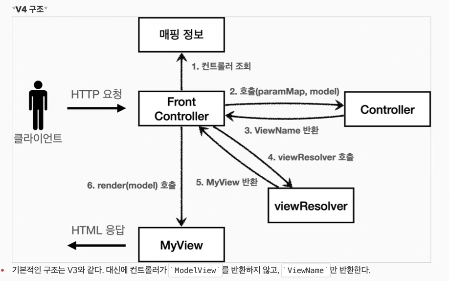 *V4 구조*
매핑 정보
1. 컨트롤러 조회
HTTP 요청
Front
Controller
2. 호출(paramMap, model)
Controller
3. ViewName 반환
클라이언트
4. viewResolver 호출
5. MyView 반환
6. render(model) 호출
viewResolver
HTML 응답
MyView
• 기본적인 구조는 V3와 같다. 대신에 컨트롤러가 `ModelView` 를 반환하지 않고, `ViewName` 만 반환한다.